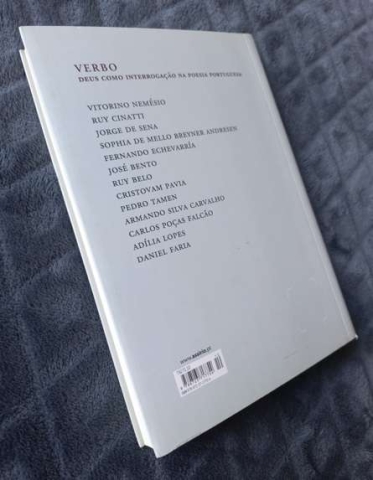 VERBO
DEUS COMO INTERROGAÇÃO NA POESIA PORTUGUESA
VITORINO NEMÉSIO
RUY CINATTI
JORGE DE SENA
SOPHIA DE MELLO BREYNER ANDRESEN
FERNANDO ECHEVARRÍA
JOSÉ BENTO
RUY BELO
CRISTOVAM PAVIA
PEDRO TAMEN
ARMANDO SILVA CARVALHO
CARLOS POÇAS FALCÃO
ADÍLIA LOPES
DANIEL FARIA